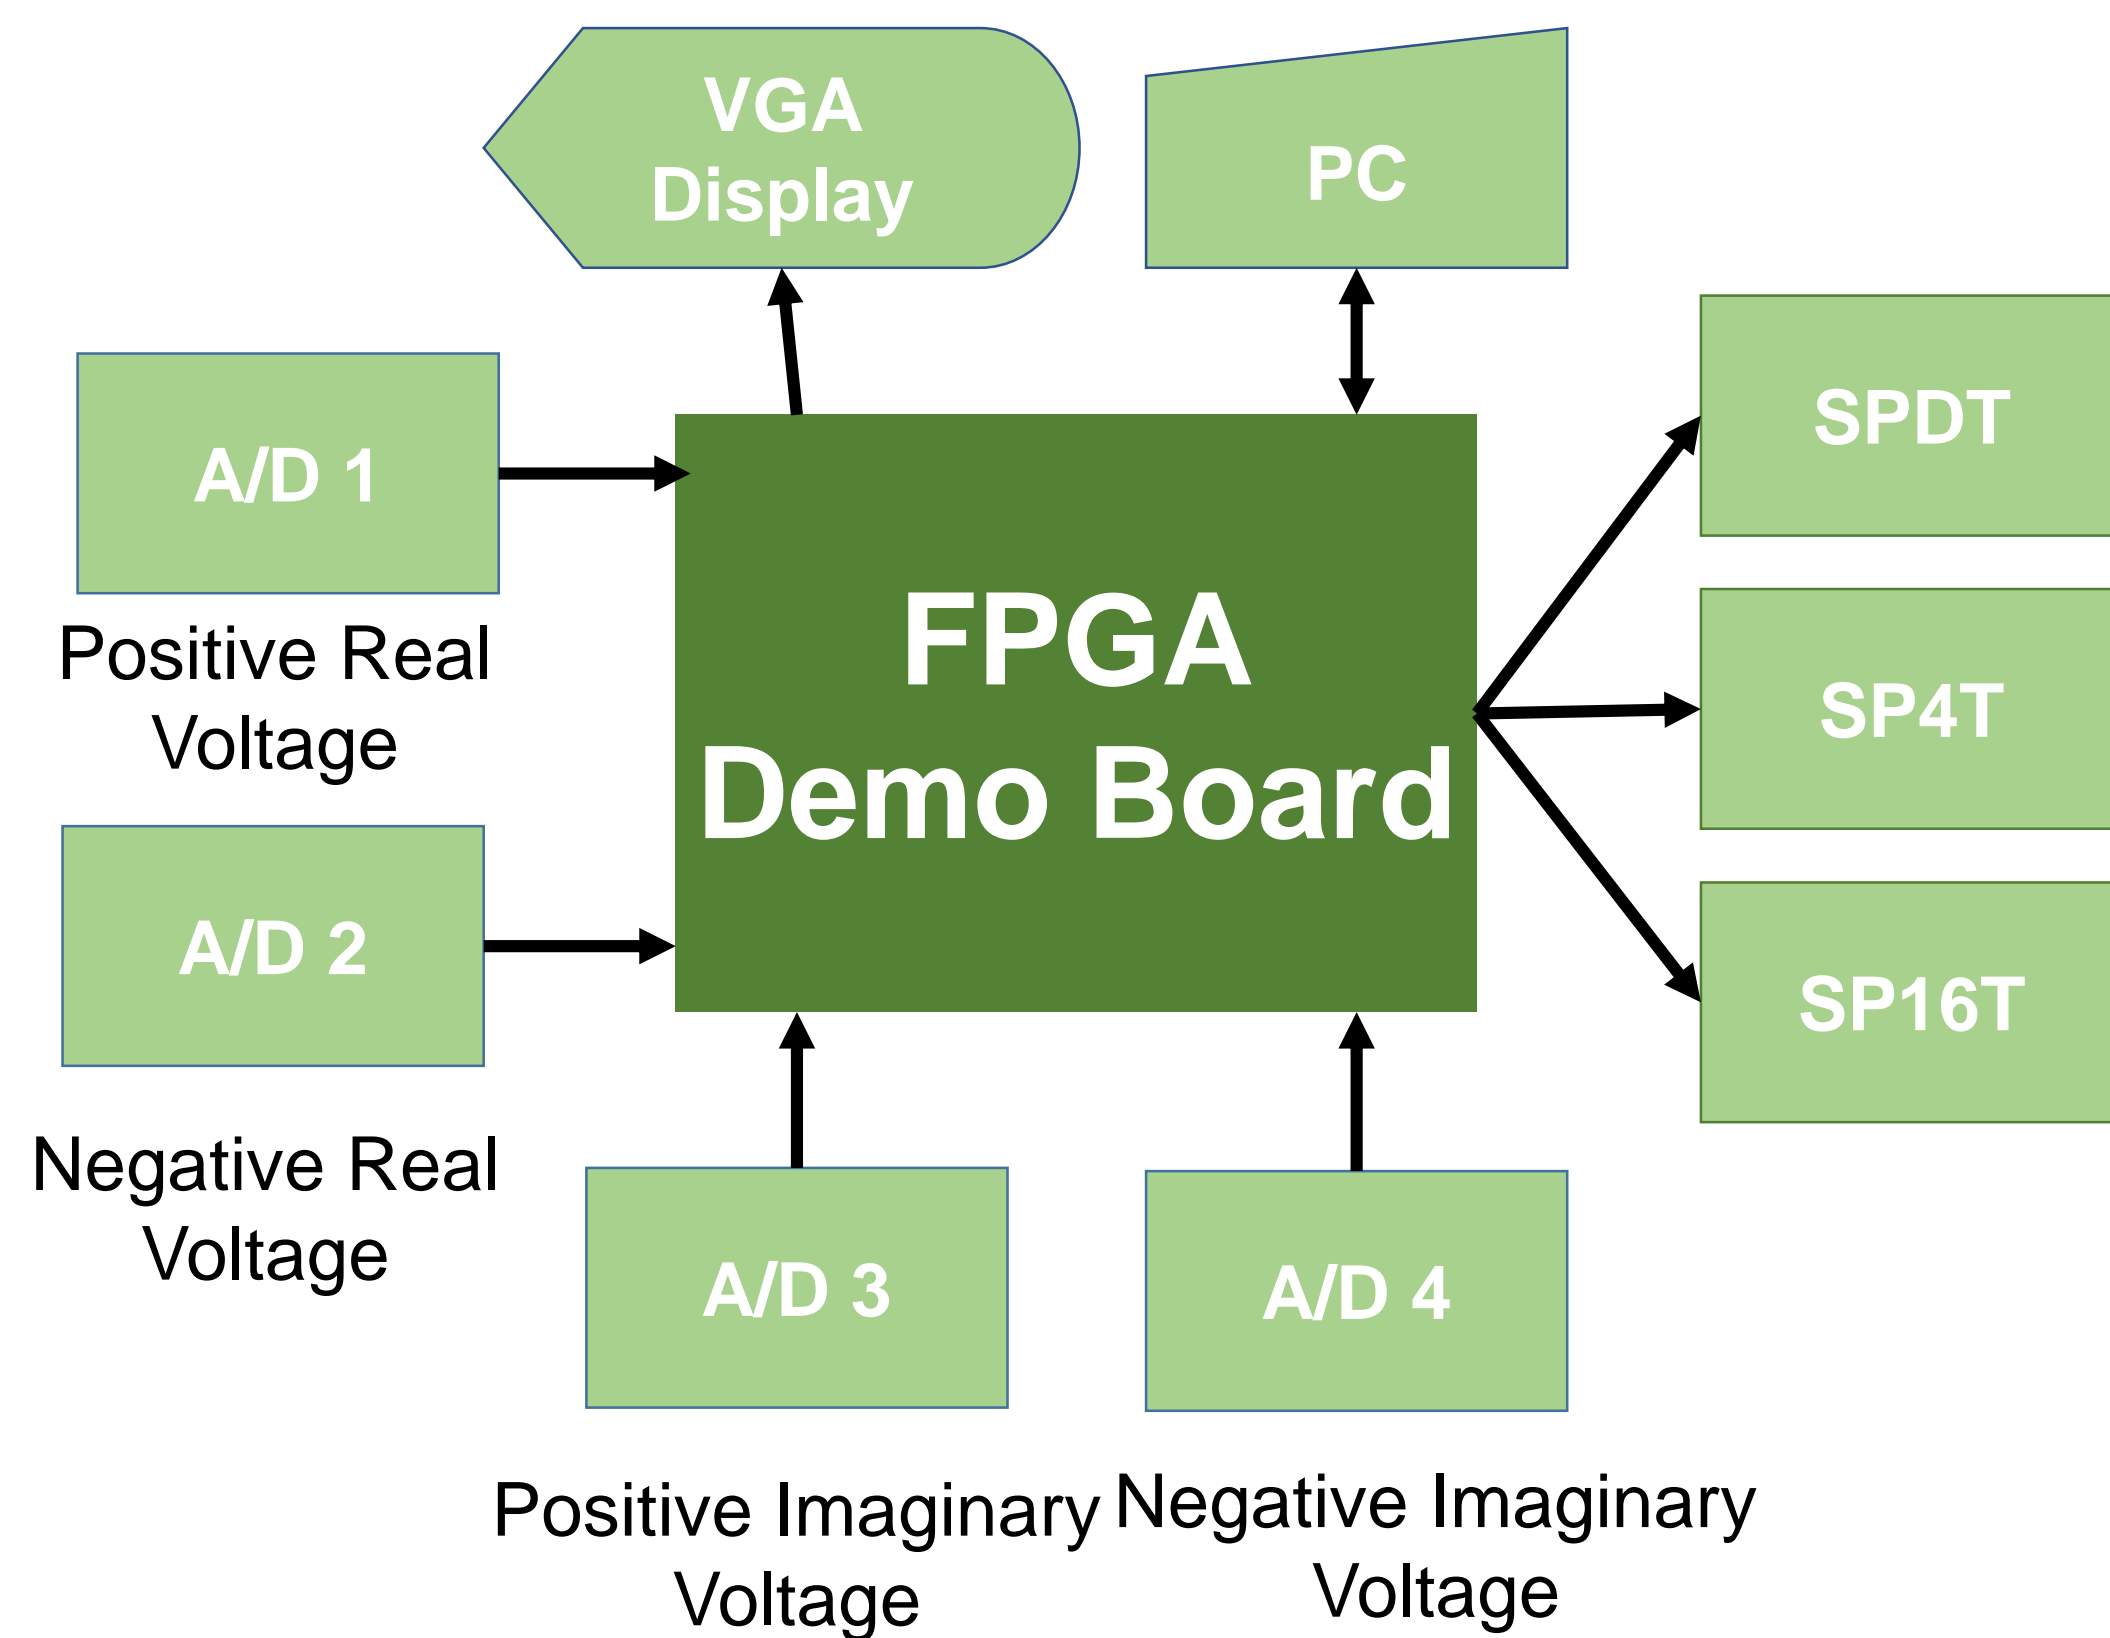 VGA
Display
PC
SPDT
A/D 1
FPGA
Demo Board
Positive Real
Voltage
SP4T
A/D 2
SP16T
Negative Real
Voltage
A/D 3
A/D 4
Positive Imaginary
Voltage
Negative Imaginary
Voltage